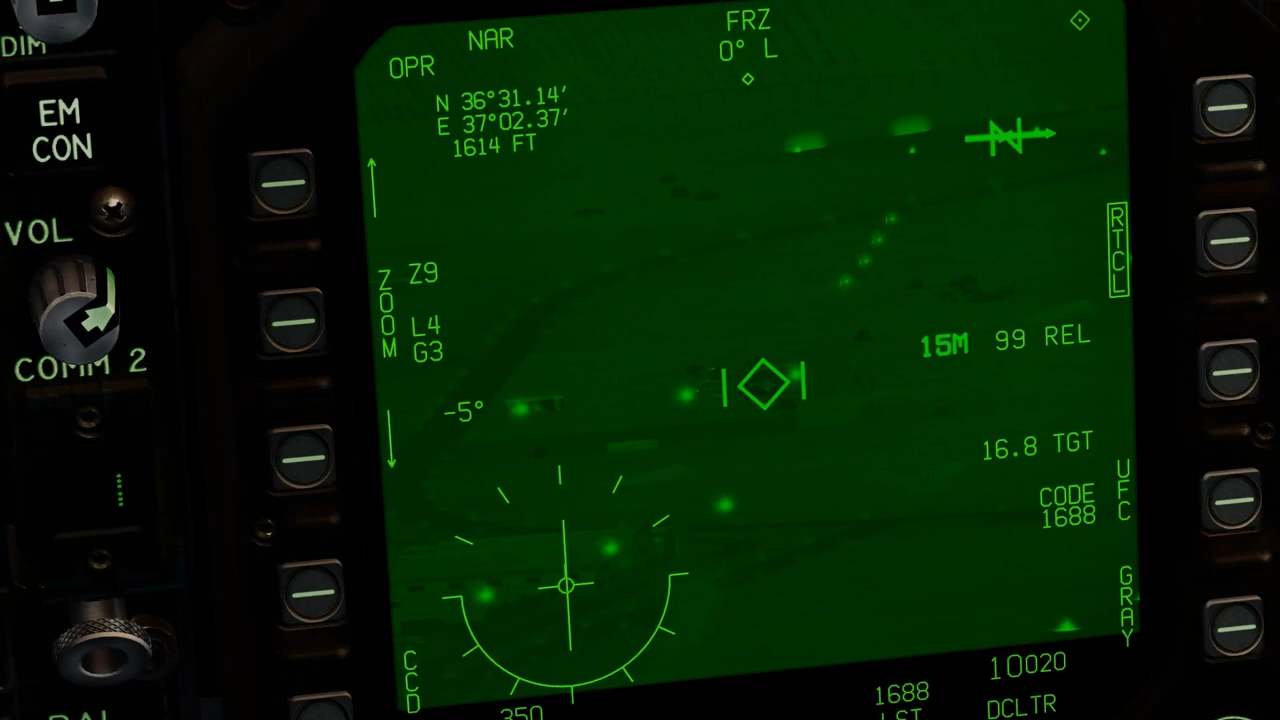 DIM
EM
CON
VOL
COMM 2
NAR
OPR
FRZ
0° L
N 36°31.14'
E 37°02.37'
1614 FT
N
RTCL
ZOOM
Z9
L4
G3
15M 99 REL
-5°
16.8 TGT
UFC
CODE
1688
GRAY
CCD
350
1688
LST
10020
DCLTR